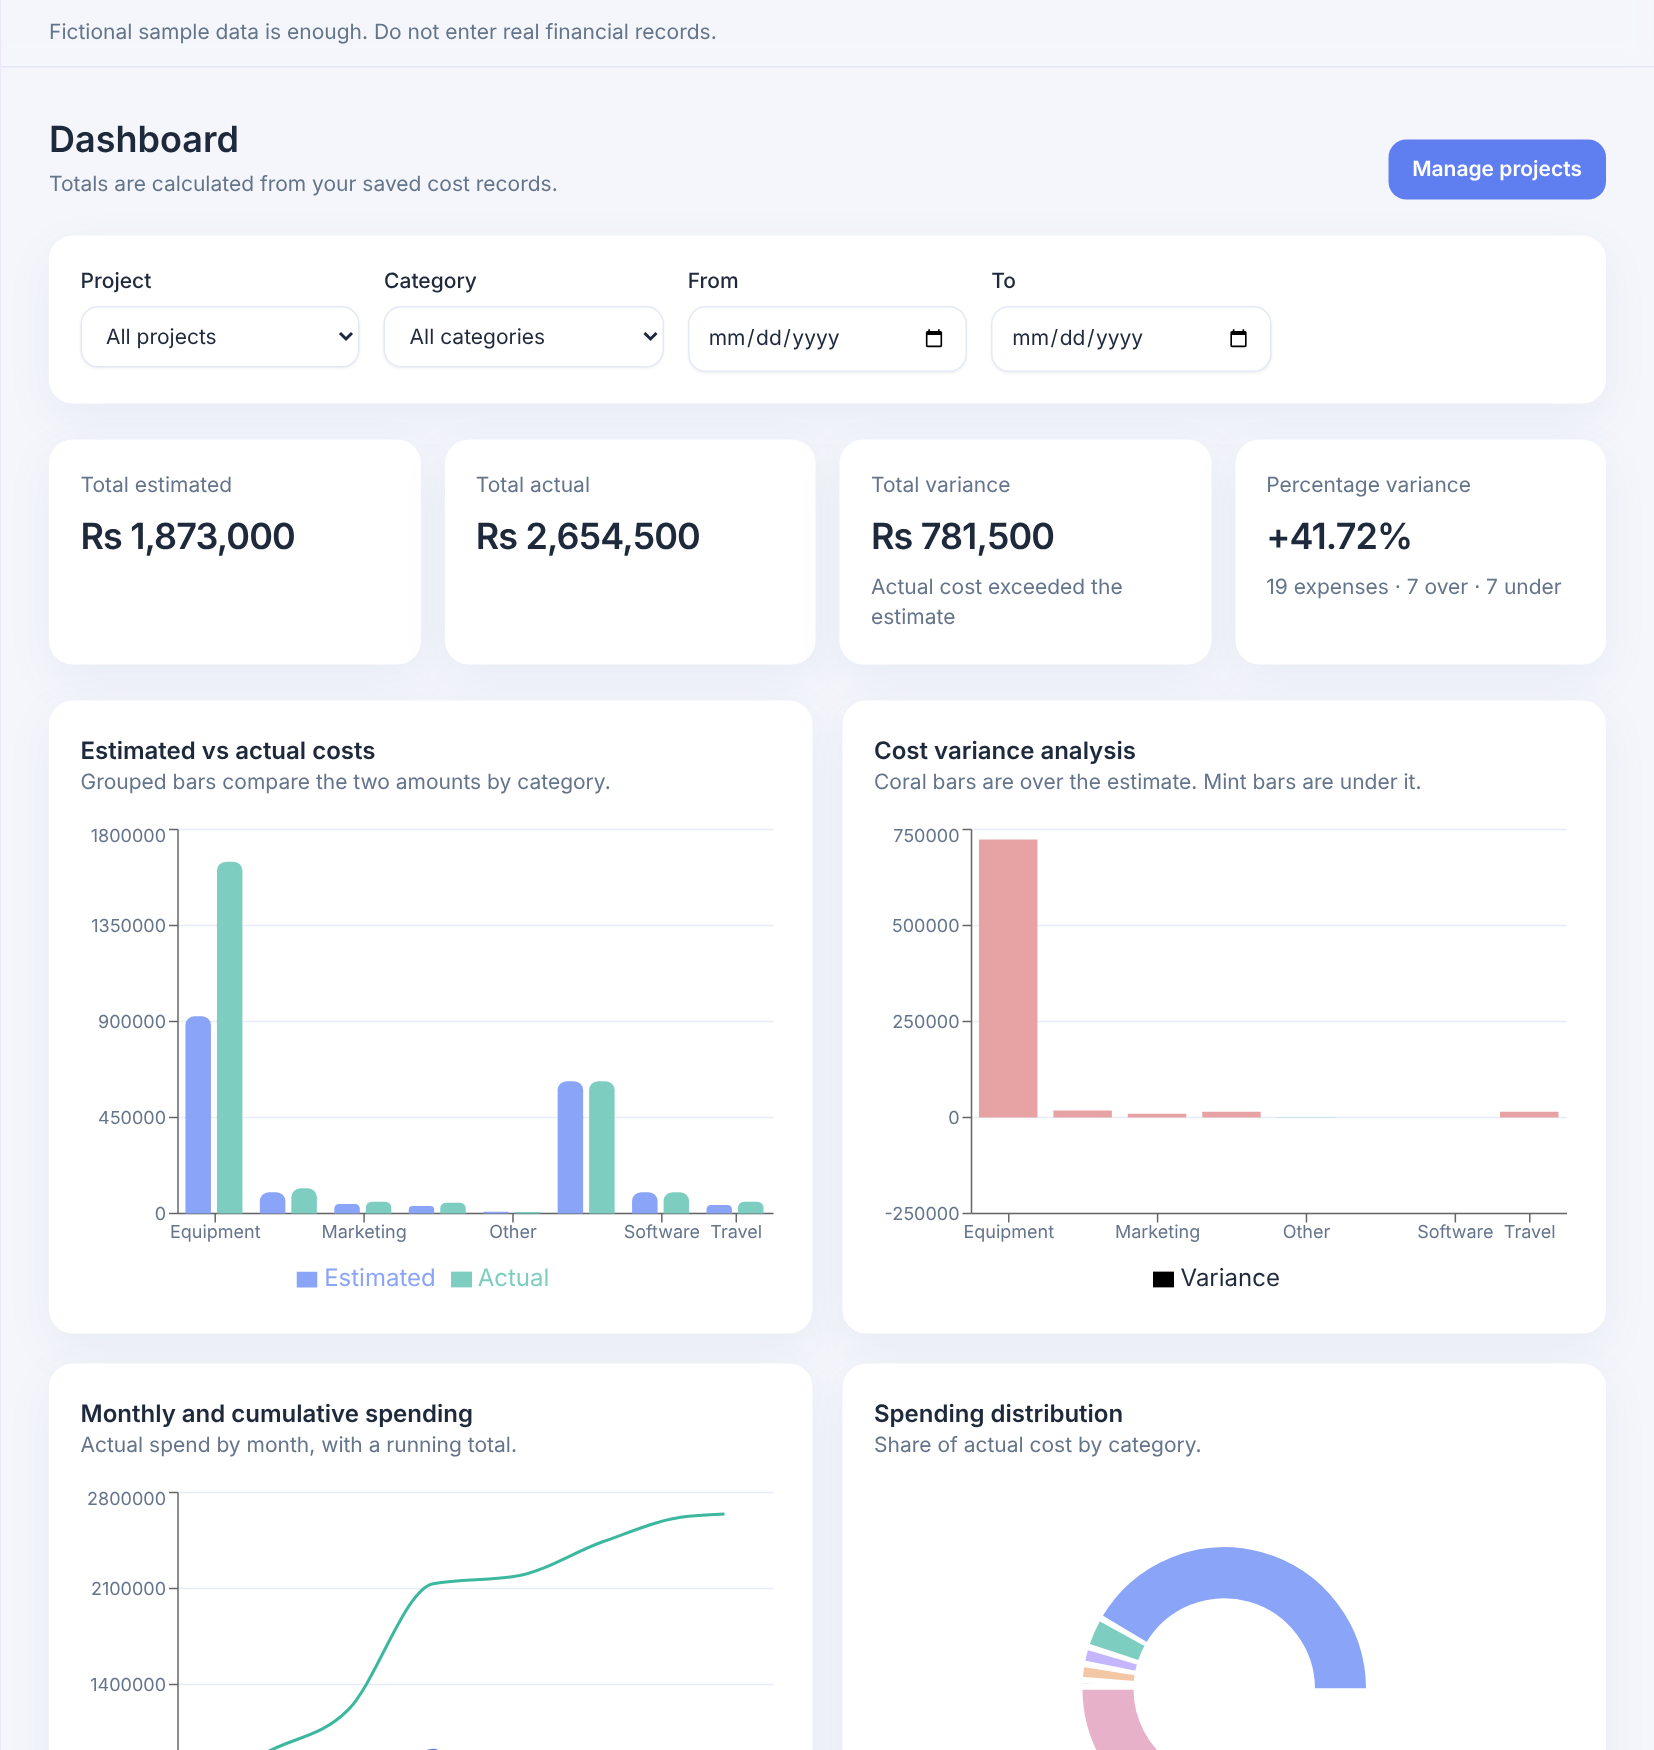 Fictional sample data is enough. Do not enter real financial records.
Dashboard
Totals are calculated from your saved cost records.
Manage projects
Project
Category
From
To
All projects
All categories
mm/dd/yyyy
mm/dd/yyyy
Total estimated
Rs 1,873,000
Total actual
Rs 2,654,500
Total variance
Rs 781,500
Actual cost exceeded the
estimate
Percentage variance
+41.72%
19 expenses · 7 over · 7 under
Estimated vs actual costs
Grouped bars compare the two amounts by category.
1800000
1350000
900000
450000
0
Equipment
Marketing
Other
Software
Travel
Estimated
Actual
Cost variance analysis
Coral bars are over the estimate. Mint bars are under it.
750000
500000
250000
0
-250000
Equipment
Marketing
Other
Software
Travel
Variance
Monthly and cumulative spending
Actual spend by month, with a running total.
2800000
2100000
1400000
Spending distribution
Share of actual cost by category.